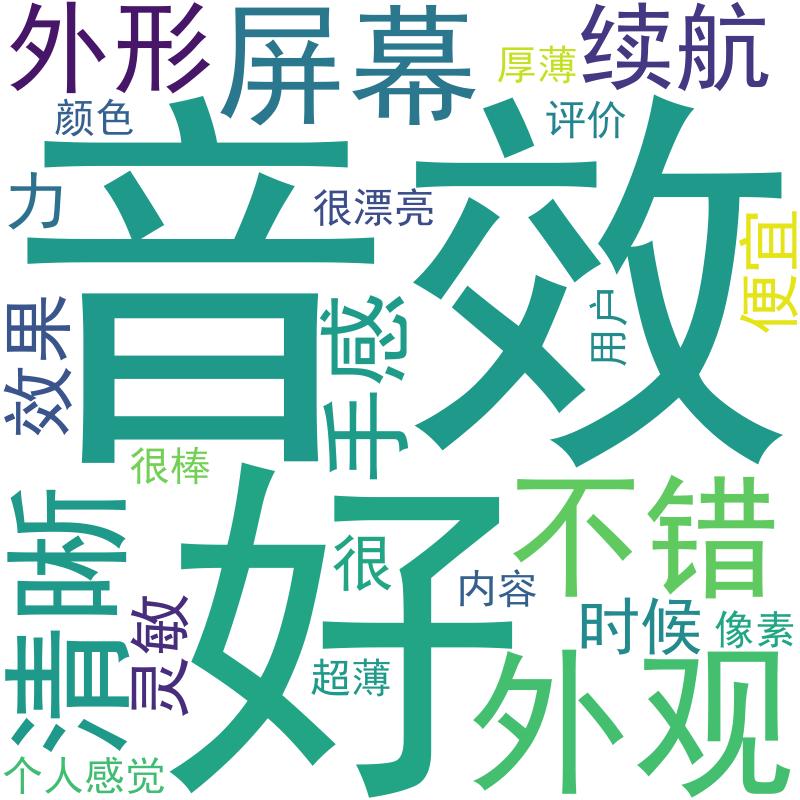 外形
屏幕
续航
厚薄
颜色
评价
音效
力
很漂亮
便宜
用户
效果
手感
很棒
好
不错
清晰
很
内容
灵敏
时候
像素
超薄
外观
个人感觉